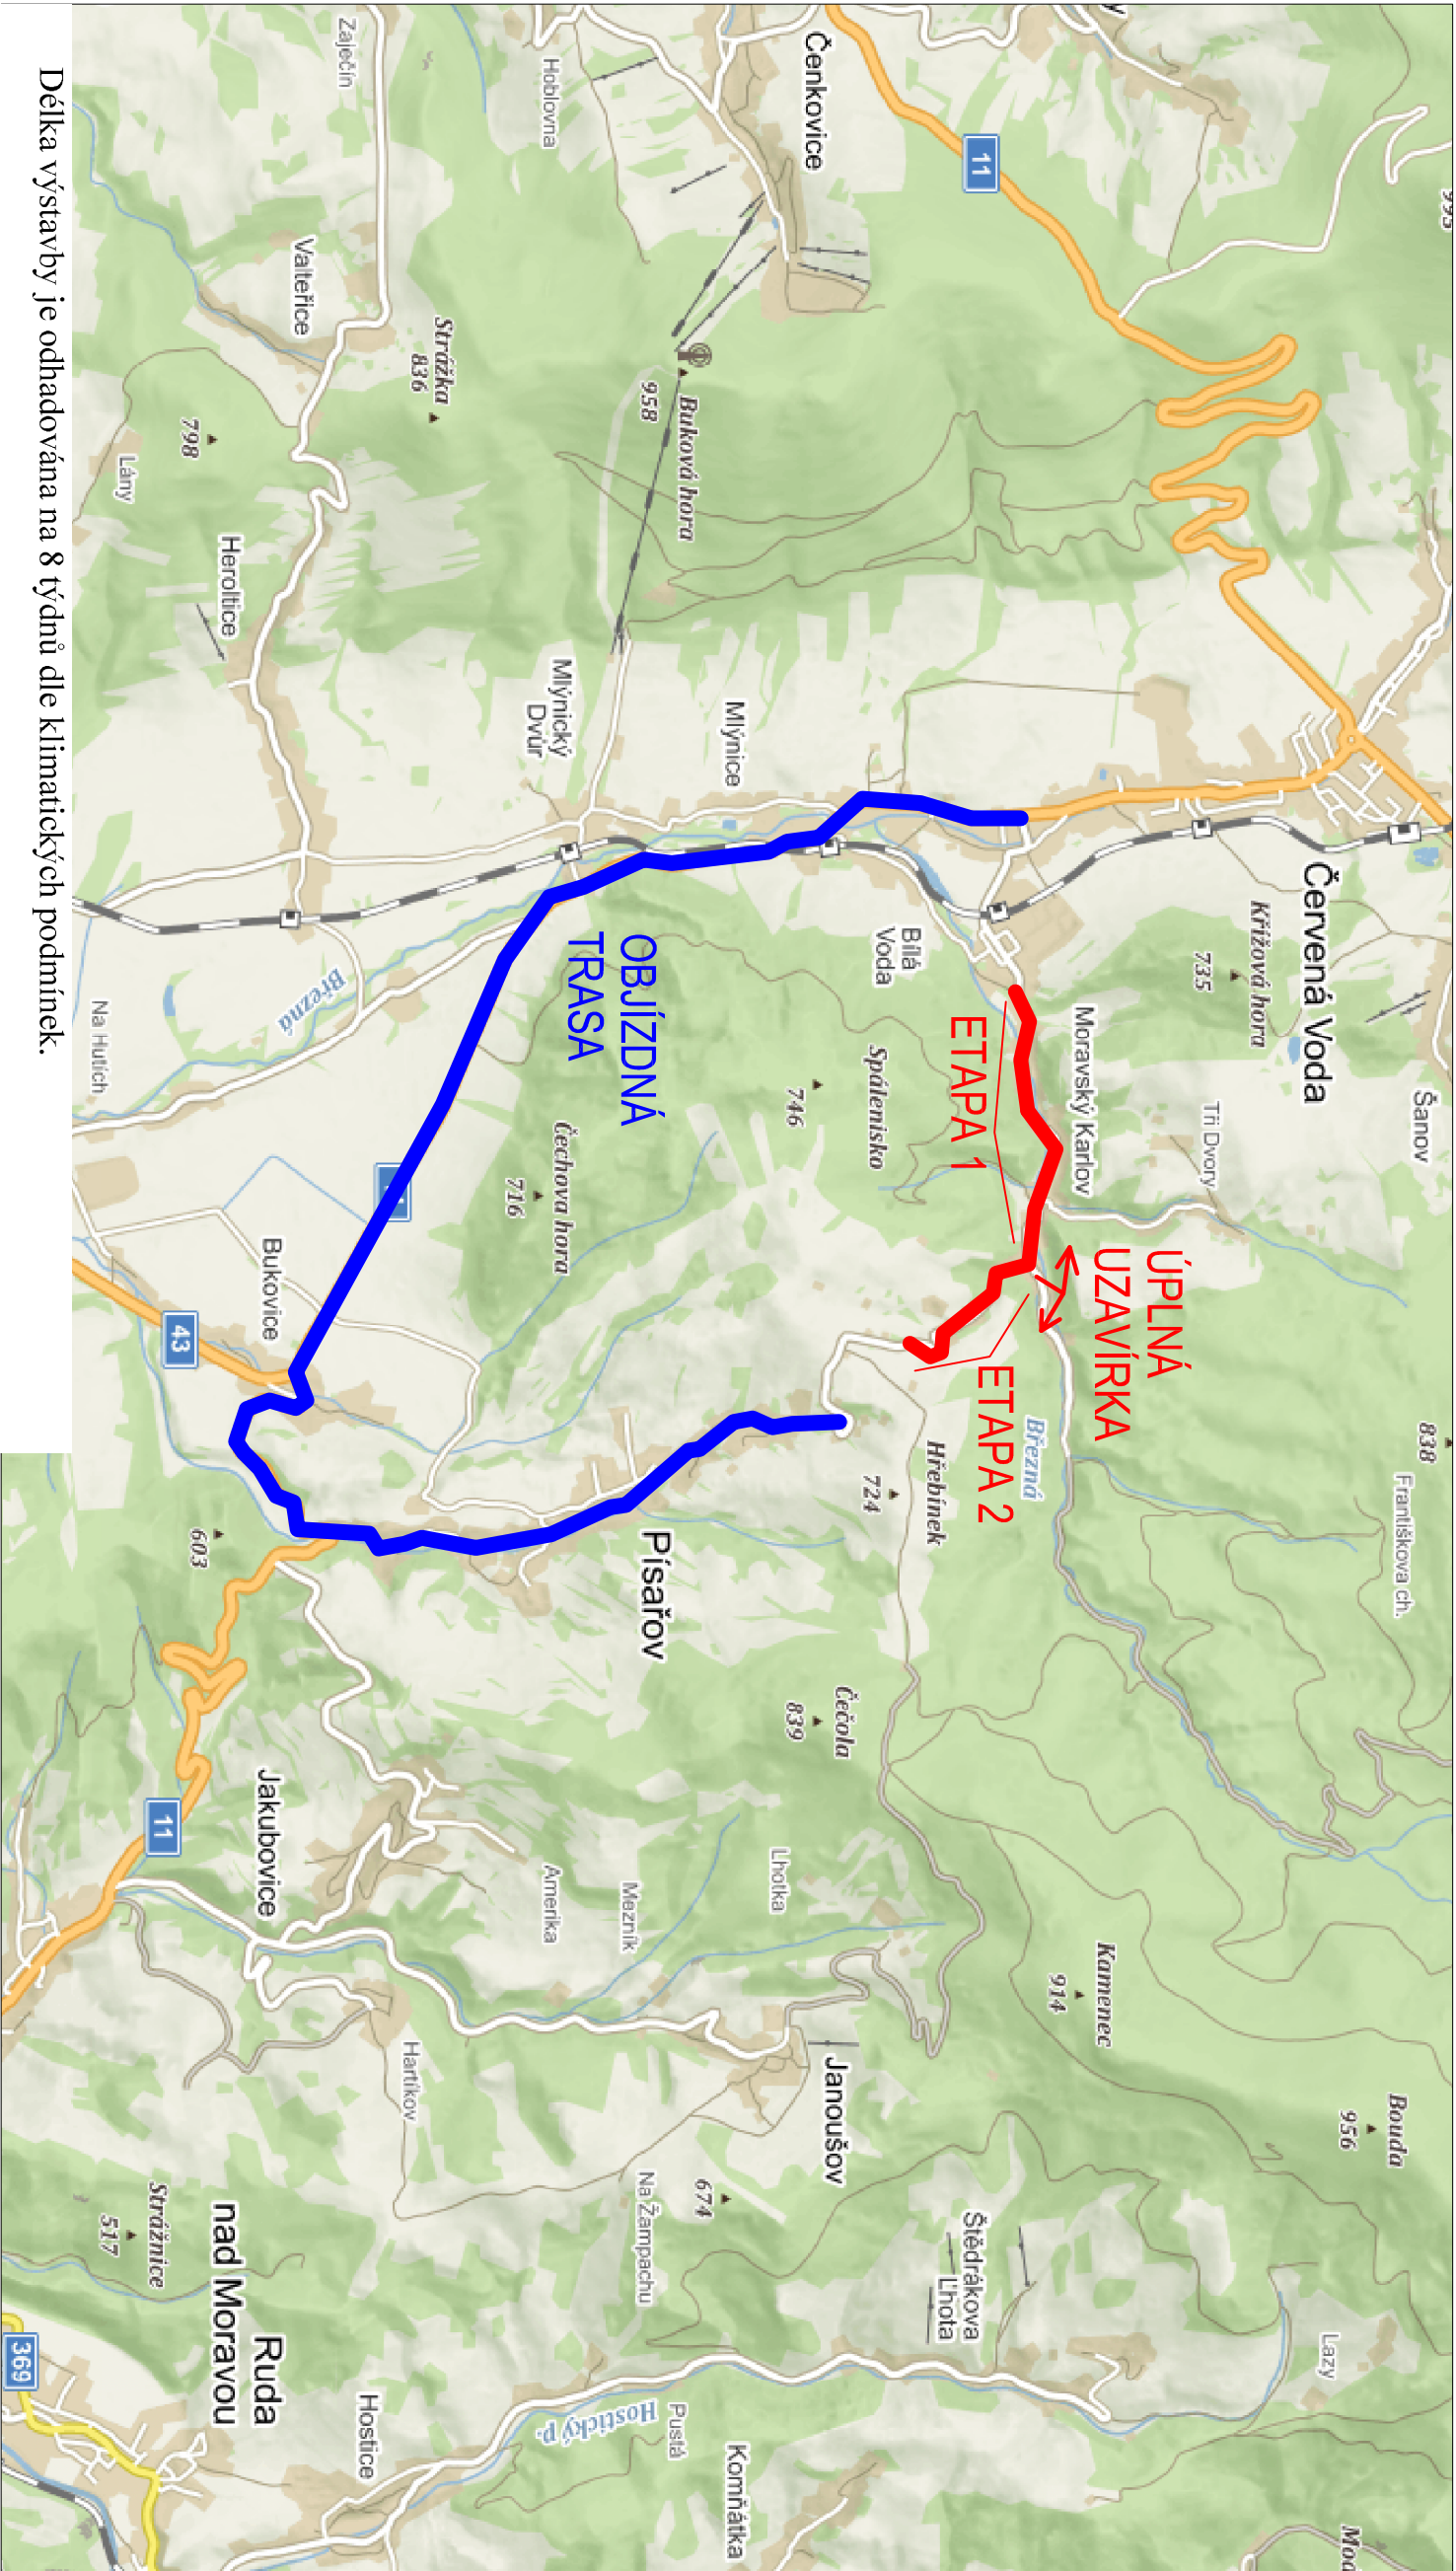 995
838
Šanov
Františkova ch.
Bouda
956
Lazy
Červená Voda
Křížová hora
735
Tři Dvory
ÚPLNÁ
UZAVÍRKA
Kamenec
914
Moravský Karlov
Březná
ETAPA 2
11
ETAPA 1
Štědrákova
Lhota
Hřebínek
724
Bílá
Voda
Spálenisko
746
Čečola
839
Janoušov
Čenkovice
Lhotka
Mlýnice
Komňátka
674
Buková hora
958
Pustá
Písařov
Na Žampachu
OBJÍZDNÁ
TRASA
Mezník
Hostický p.
Mlýnický
Dvůr
Čechova hora
716
Hoblovna
Amerika
Strážka
836
Hartíkov
Hostice
Zaječín
Březná
Valteřice
Bukovice
Jakubovice
Ruda
nad Moravou
Heroltice
603
798
43
11
Strážnice
517
Lány
Na Hutích
369
Délka výstavby je odhadována na 8 týdnů dle klimatických podmínek.